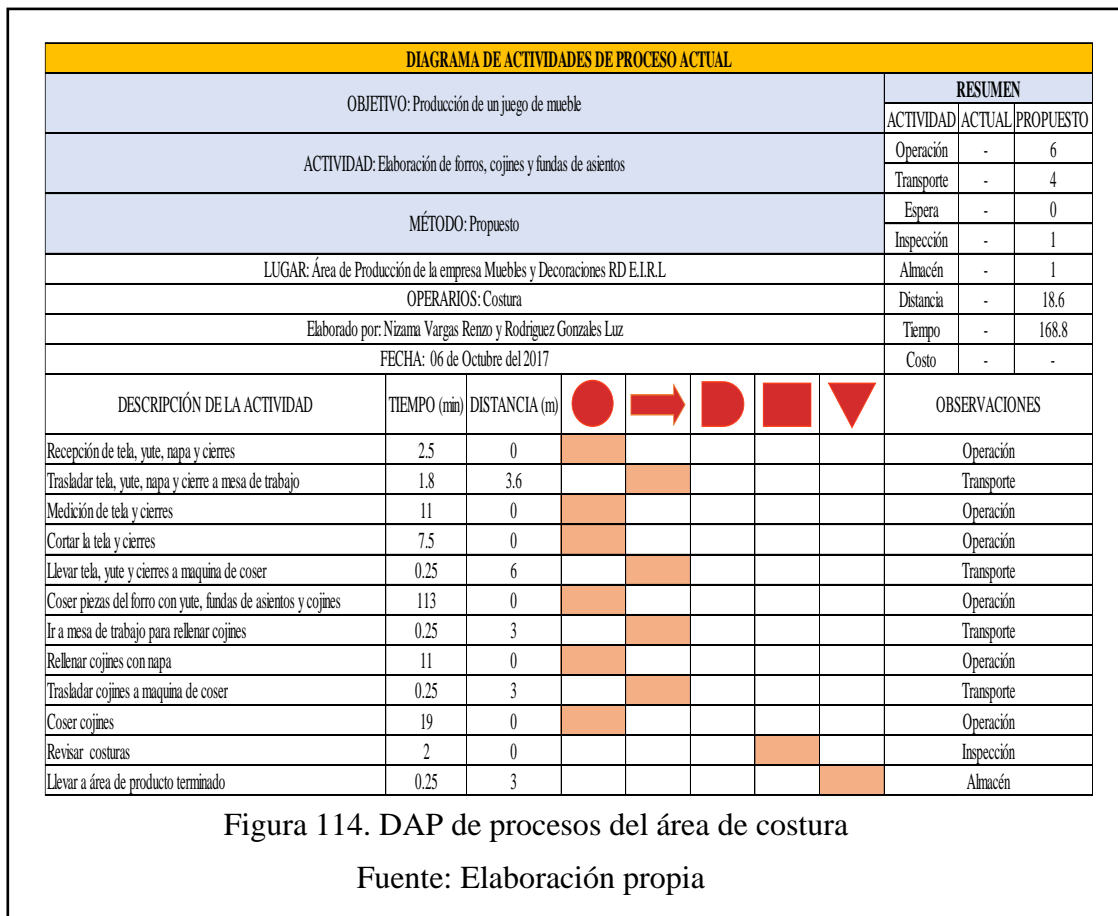 DIAGRAMA DE ACTIVIDADES DE PROCESO ACTUAL
OBJETIVO: Producción de un juego de mueble
RESUMEN
ACTIVIDAD ACTUAL PROPUESTO
ACTIVIDAD: Elaboración de forros, cojines y fundas de asientos
Operación - 6
Transporte - 4
MÉTODO: Propuesto
Espera - 0
Inspección - 1
LUGAR: Área de Producción de la empresa Muebles y Decoraciones RD E.I.R.L Almacén - 1
OPERARIOS: Costura Distancia - 18.6
Elaborado por: Nizama Vargas Renzo y Rodriguez Gonzales Luz Tiempo - 168.8
FECHA: 06 de Octubre del 2017 Costo - -
DESCRIPCIÓN DE LA ACTIVIDAD TIEMPO (min) DISTANCIA (m) OBSERVACIONES
Recepción de tela, yute, napa y cierres 2.5 0 Operación
Trasladar tela, yute, napa y cierre a mesa de trabajo 1.8 3.6 Transporte
Medición de tela y cierres 11 0 Operación
Cortar la tela y cierres 7.5 0 Operación
Llevar tela, yute y cierres a maquina de coser 0.25 6 Transporte
Coser piezas del forro con yute, fundas de asientos y cojines 113 0 Operación
Ir a mesa de trabajo para rellenar cojines 0.25 3 Transporte
Rellenar cojines con napa 11 0 Operación
Trasladar cojines a maquina de coser 0.25 3 Transporte
Coser cojines 19 0 Operación
Revisar costuras 2 0 Inspección
Llevar a área de producto terminado 0.25 3 Almacén
Figura 114. DAP de procesos del área de costura
Fuente: Elaboración propia